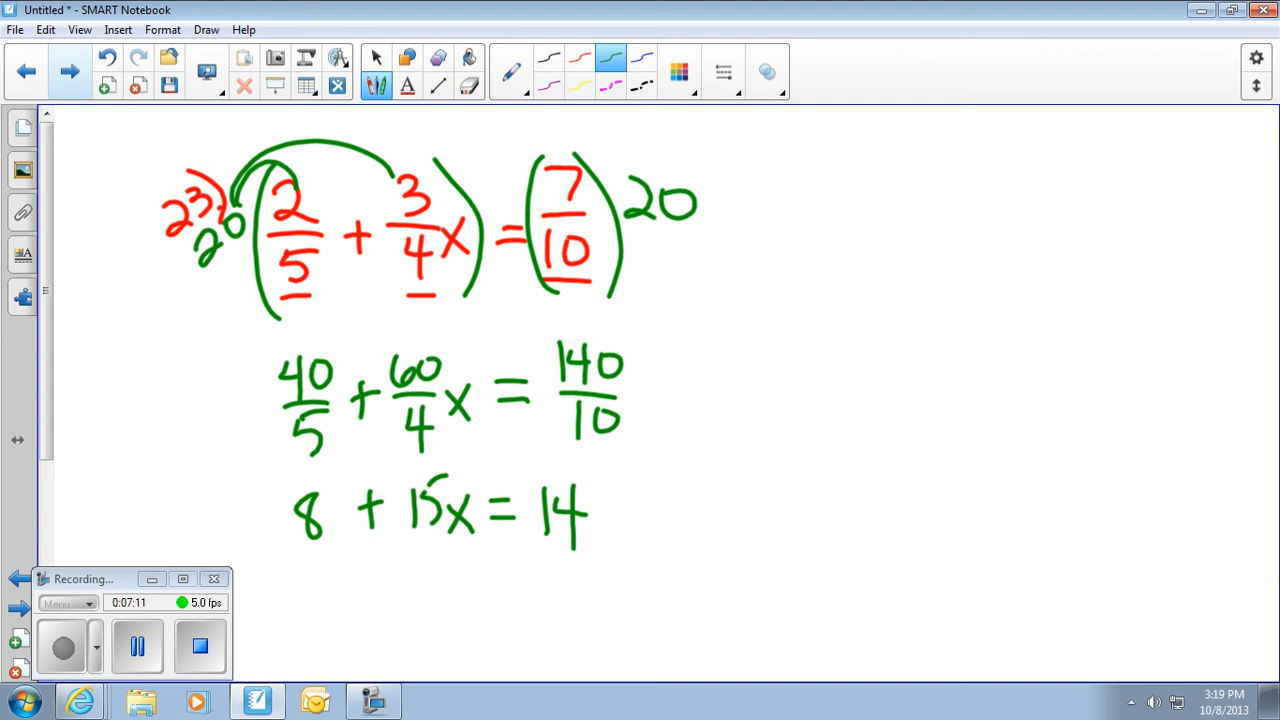 Untitled * - SMART Notebook
File Edit View Insert Format Draw Help
20 ( 2/5 + 3/4 x ) = ( 7/10 ) 20
40/5 + 60/4 x = 140/10
8 + 15x = 14
Recording...
Menu 0:07:11 5.0 fps
3:19 PM
10/8/2013